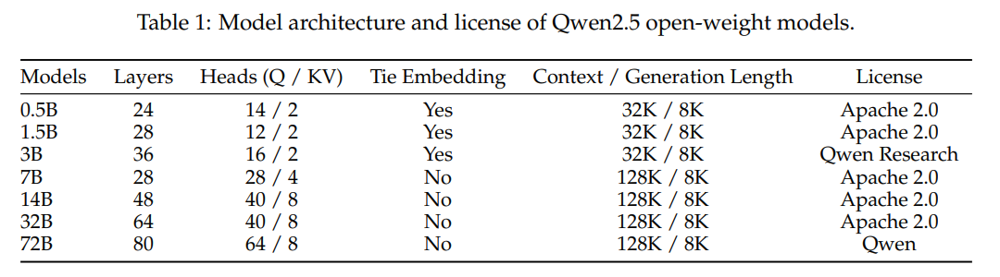 Table 1: Model architecture and license of Qwen2.5 open-weight models.
Models Layers Heads (Q / KV) Tie Embedding Context / Generation Length License
0.5B 24 14 / 2 Yes 32K / 8K Apache 2.0
1.5B 28 12 / 2 Yes 32K / 8K Apache 2.0
3B 36 16 / 2 Yes 32K / 8K Qwen Research
7B 28 28 / 4 No 128K / 8K Apache 2.0
14B 48 40 / 8 No 128K / 8K Apache 2.0
32B 64 40 / 8 No 128K / 8K Apache 2.0
72B 80 64 / 8 No 128K / 8K Qwen